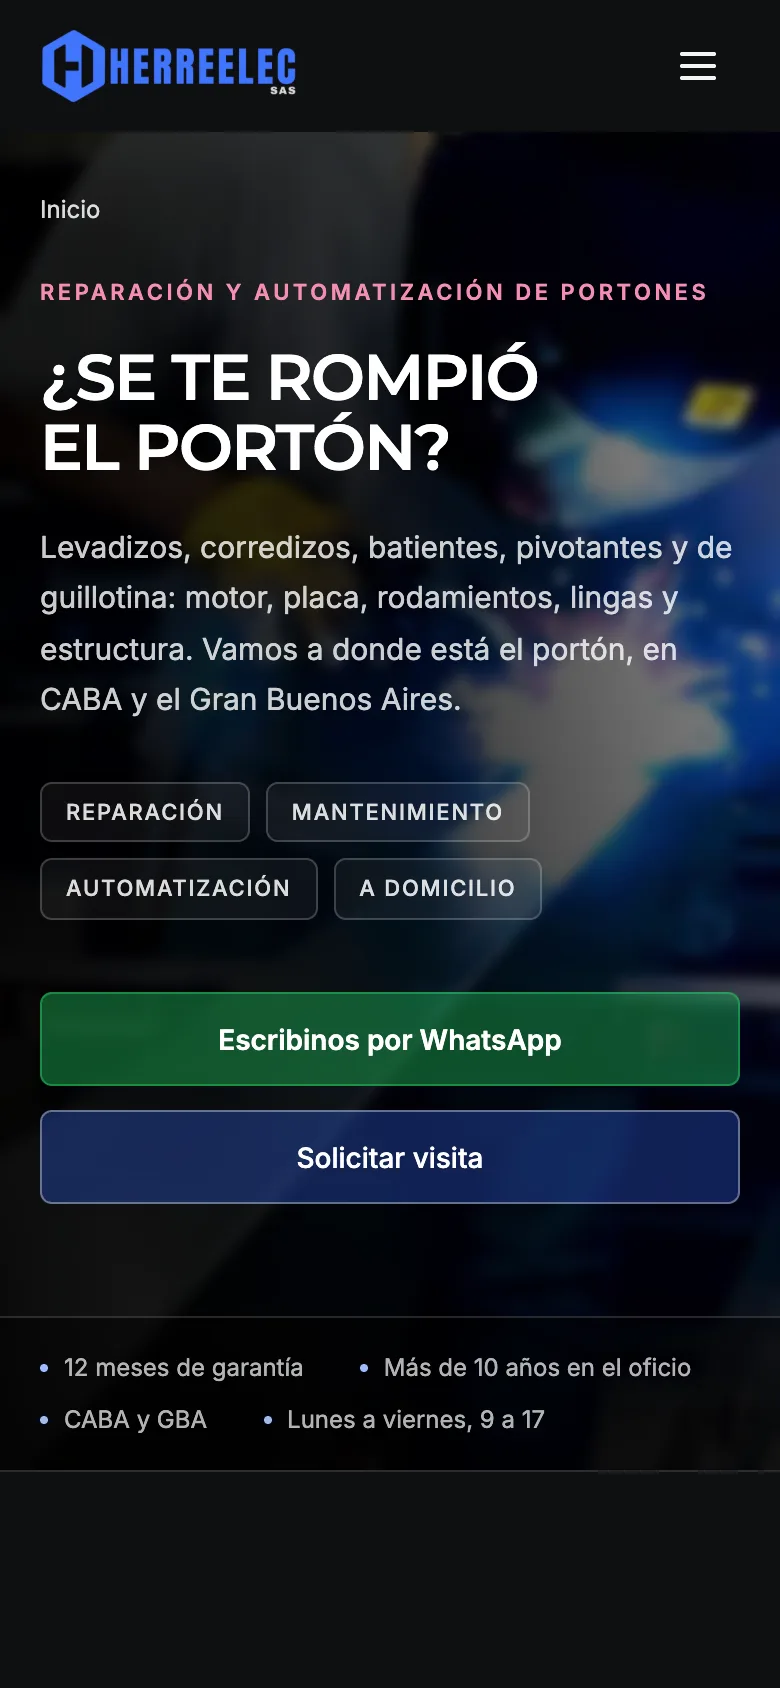 HERREELEC
SAS
Inicio
REPARACIÓN Y AUTOMATIZACIÓN DE PORTONES
¿SE TE ROMPIÓ
EL PORTÓN?
Levadizos, corredizos, batientes, pivotantes y de
guillotina: motor, placa, rodamientos, lingas y
estructura. Vamos a donde está el portón, en
CABA y el Gran Buenos Aires.
REPARACIÓN MANTENIMIENTO
AUTOMATIZACIÓN A DOMICILIO
Escribinos por WhatsApp
Solicitar visita
• 12 meses de garantía • Más de 10 años en el oficio
• CABA y GBA • Lunes a viernes, 9 a 17